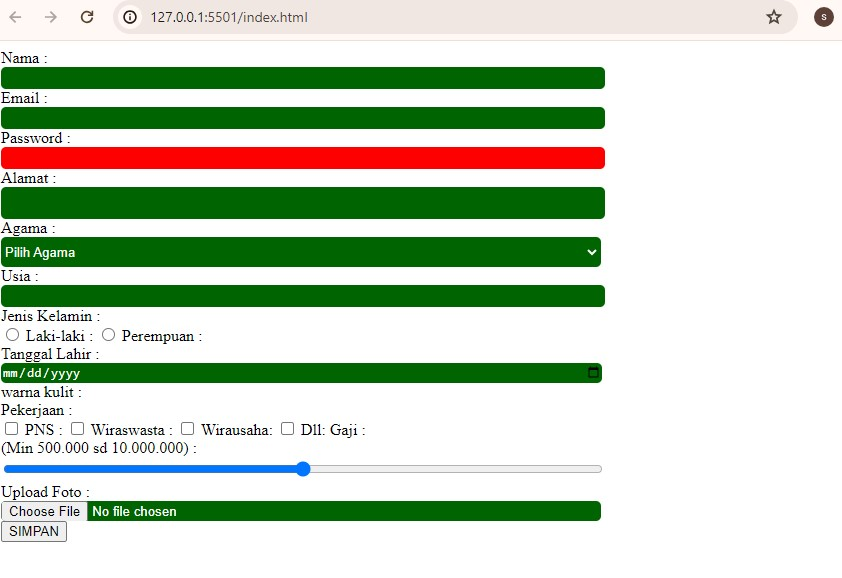 127.0.0.1:5501/index.html
S
Nama :
Email :
Password :
Alamat :
Agama :
Pilih Agama
Usia :
Jenis Kelamin :
Laki-laki : Perempuan :
Tanggal Lahir :
mm/dd/yyyy
warna kulit :
Pekerjaan :
PNS : Wiraswasta : Wirausaha: Dll: Gaji :
(Min 500.000 sd 10.000.000) :
Upload Foto :
Choose File No file chosen
SIMPAN